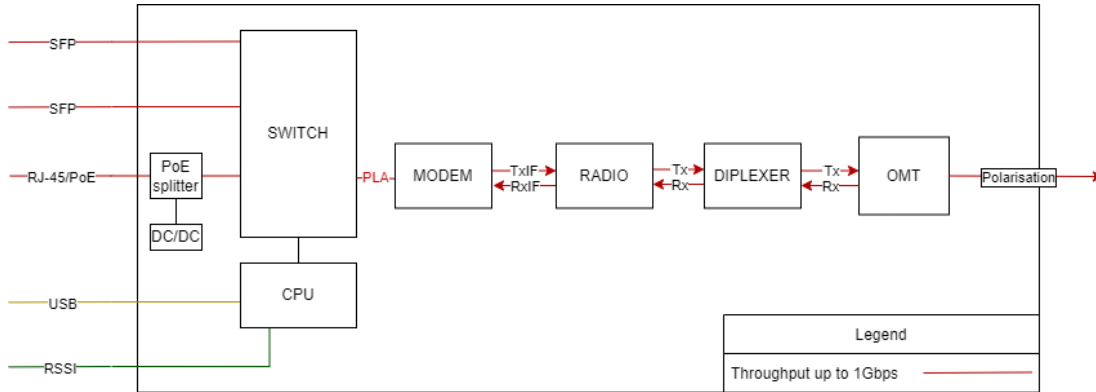 SFP
SFP
SWITCH
RJ-45/PoE
PoE
splitter
DC/DC
PLA
MODEM
TxIF
RxIF
RADIO
Tx
Rx
DIPLEXER
Tx
Rx
OMT
Polarisation
CPU
USB
RSSI
Legend
Throughput up to 1Gbps